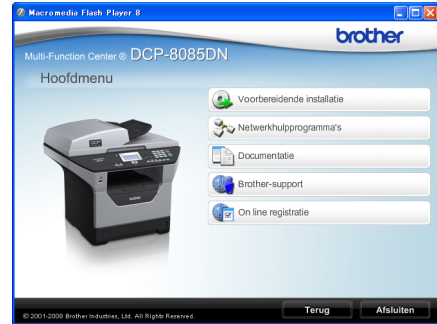 Macromedia Flash Player 8
brother
Multi-Function Center ® DCP-8085DN
Hoofdmenu
Voorbereidende installatie
Netwerkhulpprogramma's
Documentatie
Brother-support
On line registratie
Terug
Afsluiten
© 2001-2008 Brother Industries, Ltd. All Rights Reserved.